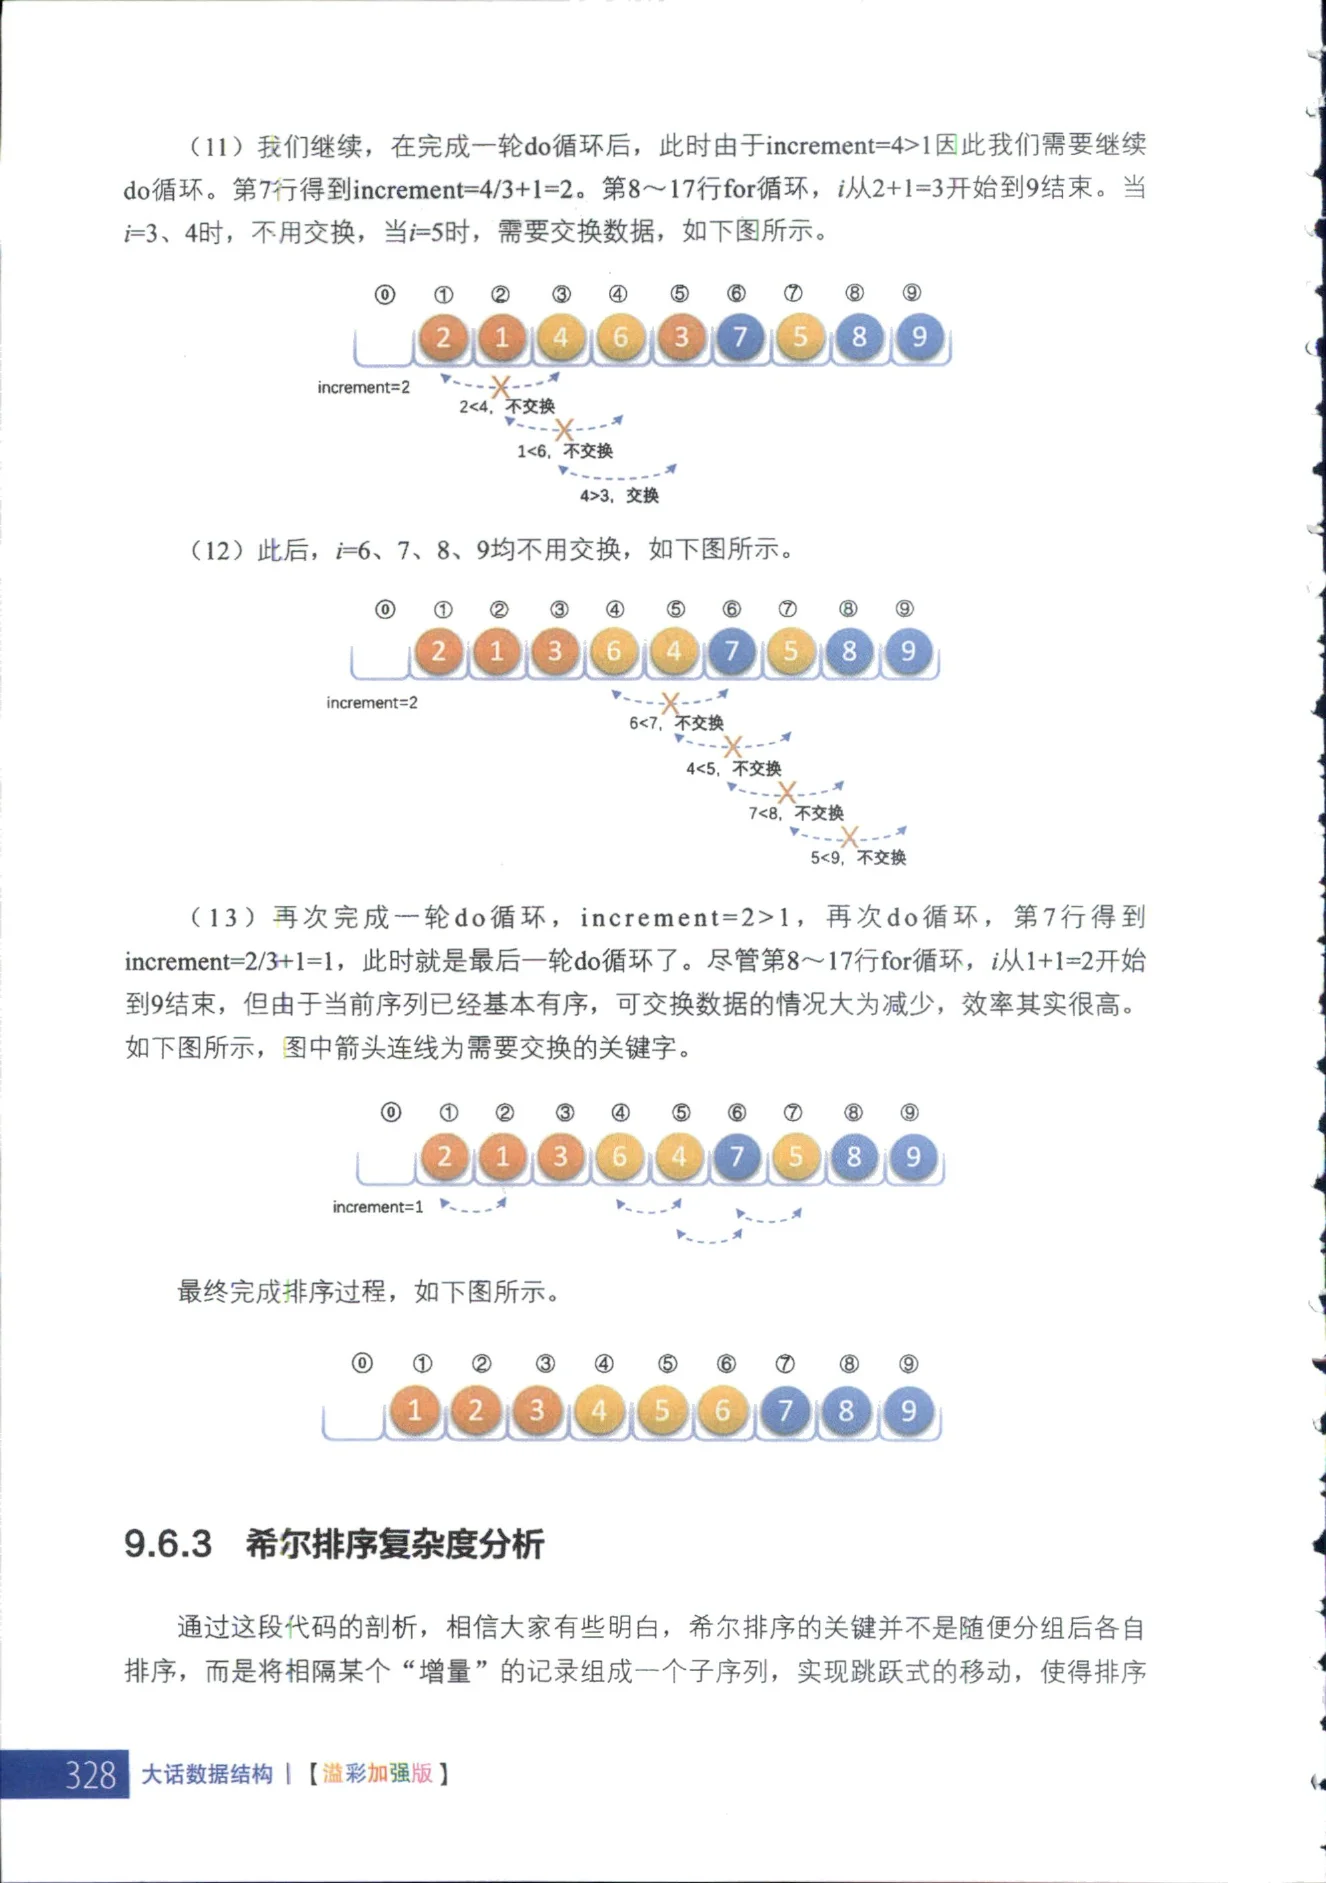 （11）我们继续，在完成一轮do循环后，此时由于increment=4>1因此我们需要继续
do循环。第7行得到increment=4/3+1=2。第8～17行for循环，i从2+1=3开始到9结束。当
i=3、4时，不用交换，当i=5时，需要交换数据，如下图所示。
⓪ ① ② ③ ④ ⑤ ⑥ ⑦ ⑧ ⑨
2 1 4 6 3 7 5 8 9
increment=2
2<4，不交换
1<6，不交换
4>3，交换
（12）此后，i=6、7、8、9均不用交换，如下图所示。
⓪ ① ② ③ ④ ⑤ ⑥ ⑦ ⑧ ⑨
2 1 3 6 4 7 5 8 9
increment=2
6<7，不交换
4<5，不交换
7<8，不交换
5<9，不交换
（13）再次完成一轮do循环，increment=2>1，再次do循环，第7行得到
increment=2/3+1=1，此时就是最后一轮do循环了。尽管第8～17行for循环，i从1+1=2开始
到9结束，但由于当前序列已经基本有序，可交换数据的情况大为减少，效率其实很高。
如下图所示，图中箭头连线为需要交换的关键字。
⓪ ① ② ③ ④ ⑤ ⑥ ⑦ ⑧ ⑨
2 1 3 6 4 7 5 8 9
increment=1
最终完成排序过程，如下图所示。
⓪ ① ② ③ ④ ⑤ ⑥ ⑦ ⑧ ⑨
1 2 3 4 5 6 7 8 9
9.6.3 希尔排序复杂度分析
通过这段代码的剖析，相信大家有些明白，希尔排序的关键并不是随便分组后各自
排序，而是将相隔某个“增量”的记录组成一个子序列，实现跳跃式的移动，使得排序
328 大话数据结构 |【溢彩加强版】